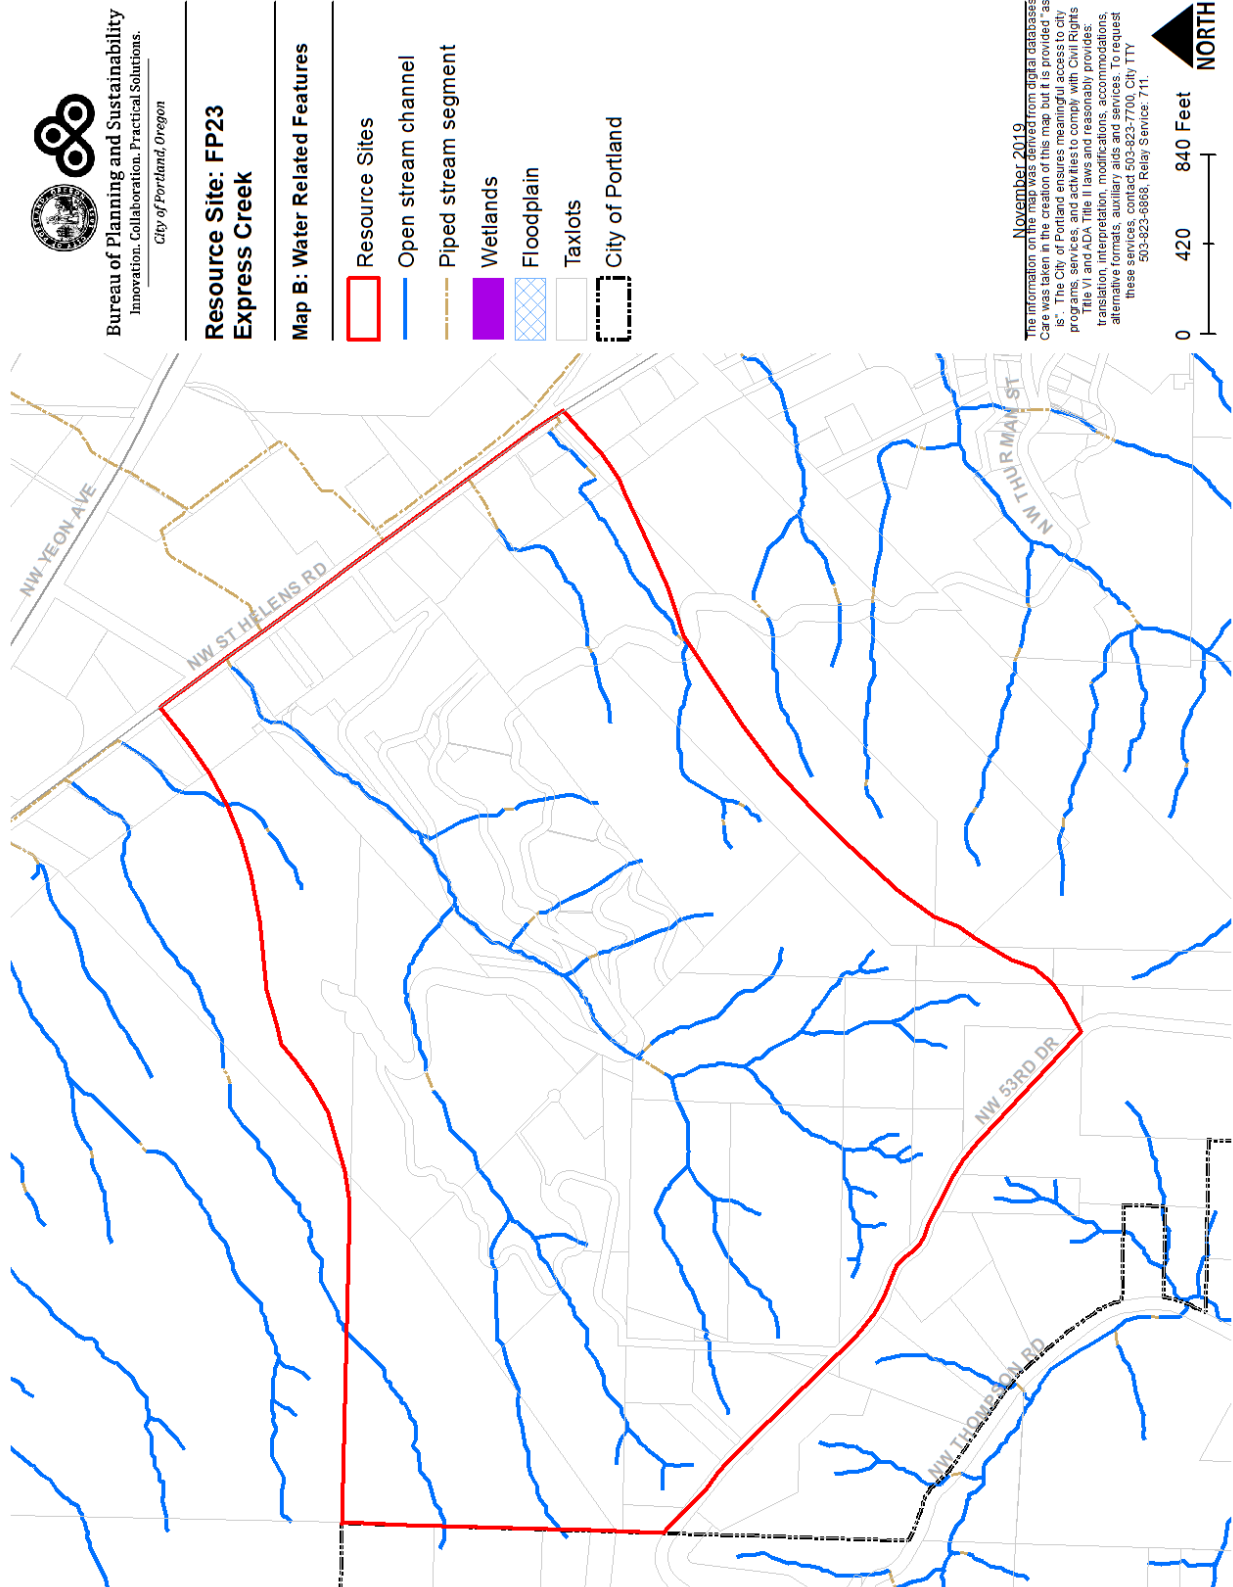 Bureau of Planning and Sustainability
Innovation. Collaboration. Practical Solutions.
City of Portland, Oregon
Resource Site: FP23
Express Creek
Map B: Water Related Features
Resource Sites
Open stream channel
Piped stream segment
Wetlands
Floodplain
Taxlots
City of Portland
November 2019
The information on the map was derived from digital databases
Care was taken in the creation of this map but it is provided "as
is". The City of Portland ensures meaningful access to city
programs, services, and activities to comply with Civil Rights
Title VI and ADA Title II laws and reasonably provides:
translation, interpretation, modifications, accommodations,
alternative formats, auxiliary aids and services. To request
these services, contact 503-823-7700, City TTY
503-823-6868, Relay Service: 711.
0 420 840 Feet
NORTH
NW YEON AVE
NW ST HELENS RD
NW THURMAN ST
NW 53RD DR
NW THOMPSON RD